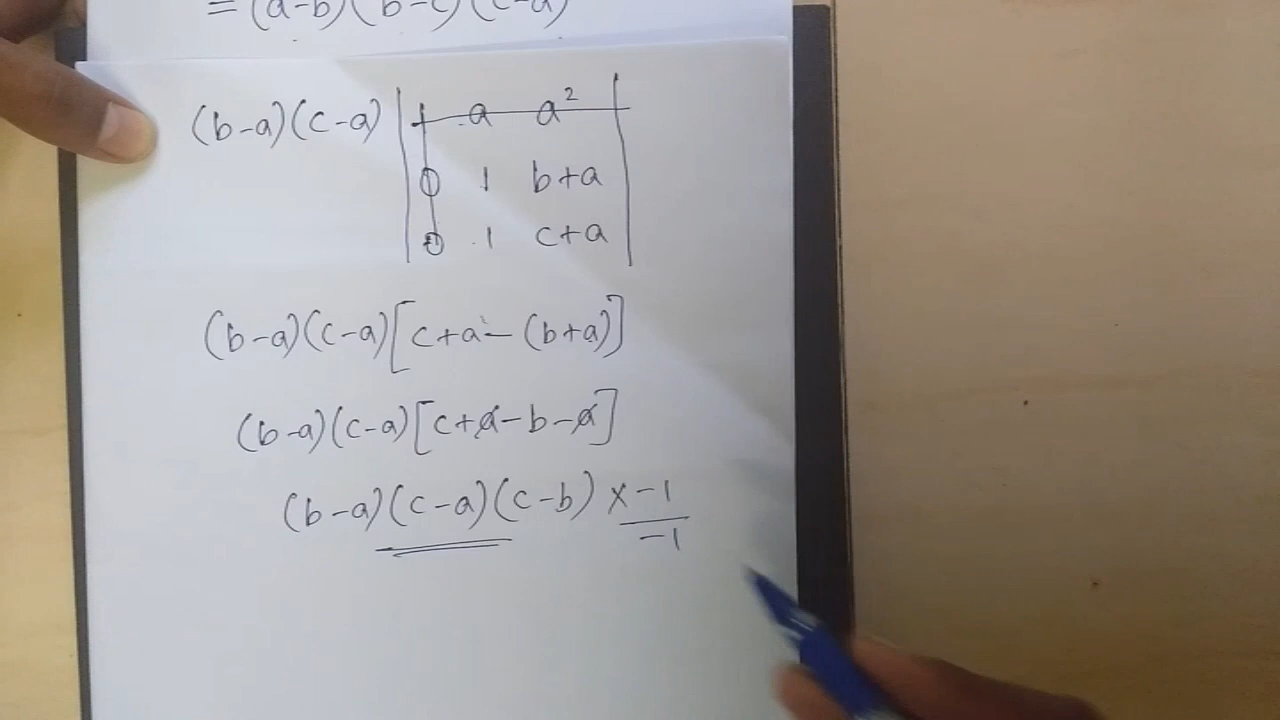 = (a-b)(b-c)(c-a)
(b-a)(c-a) | 1 a a² |
0 1 b+a
0 1 c+a
(b-a)(c-a)[c+a-(b+a)]
(b-a)(c-a)[c+a-b-a]
(b-a)(c-a)(c-b) × -1
-1